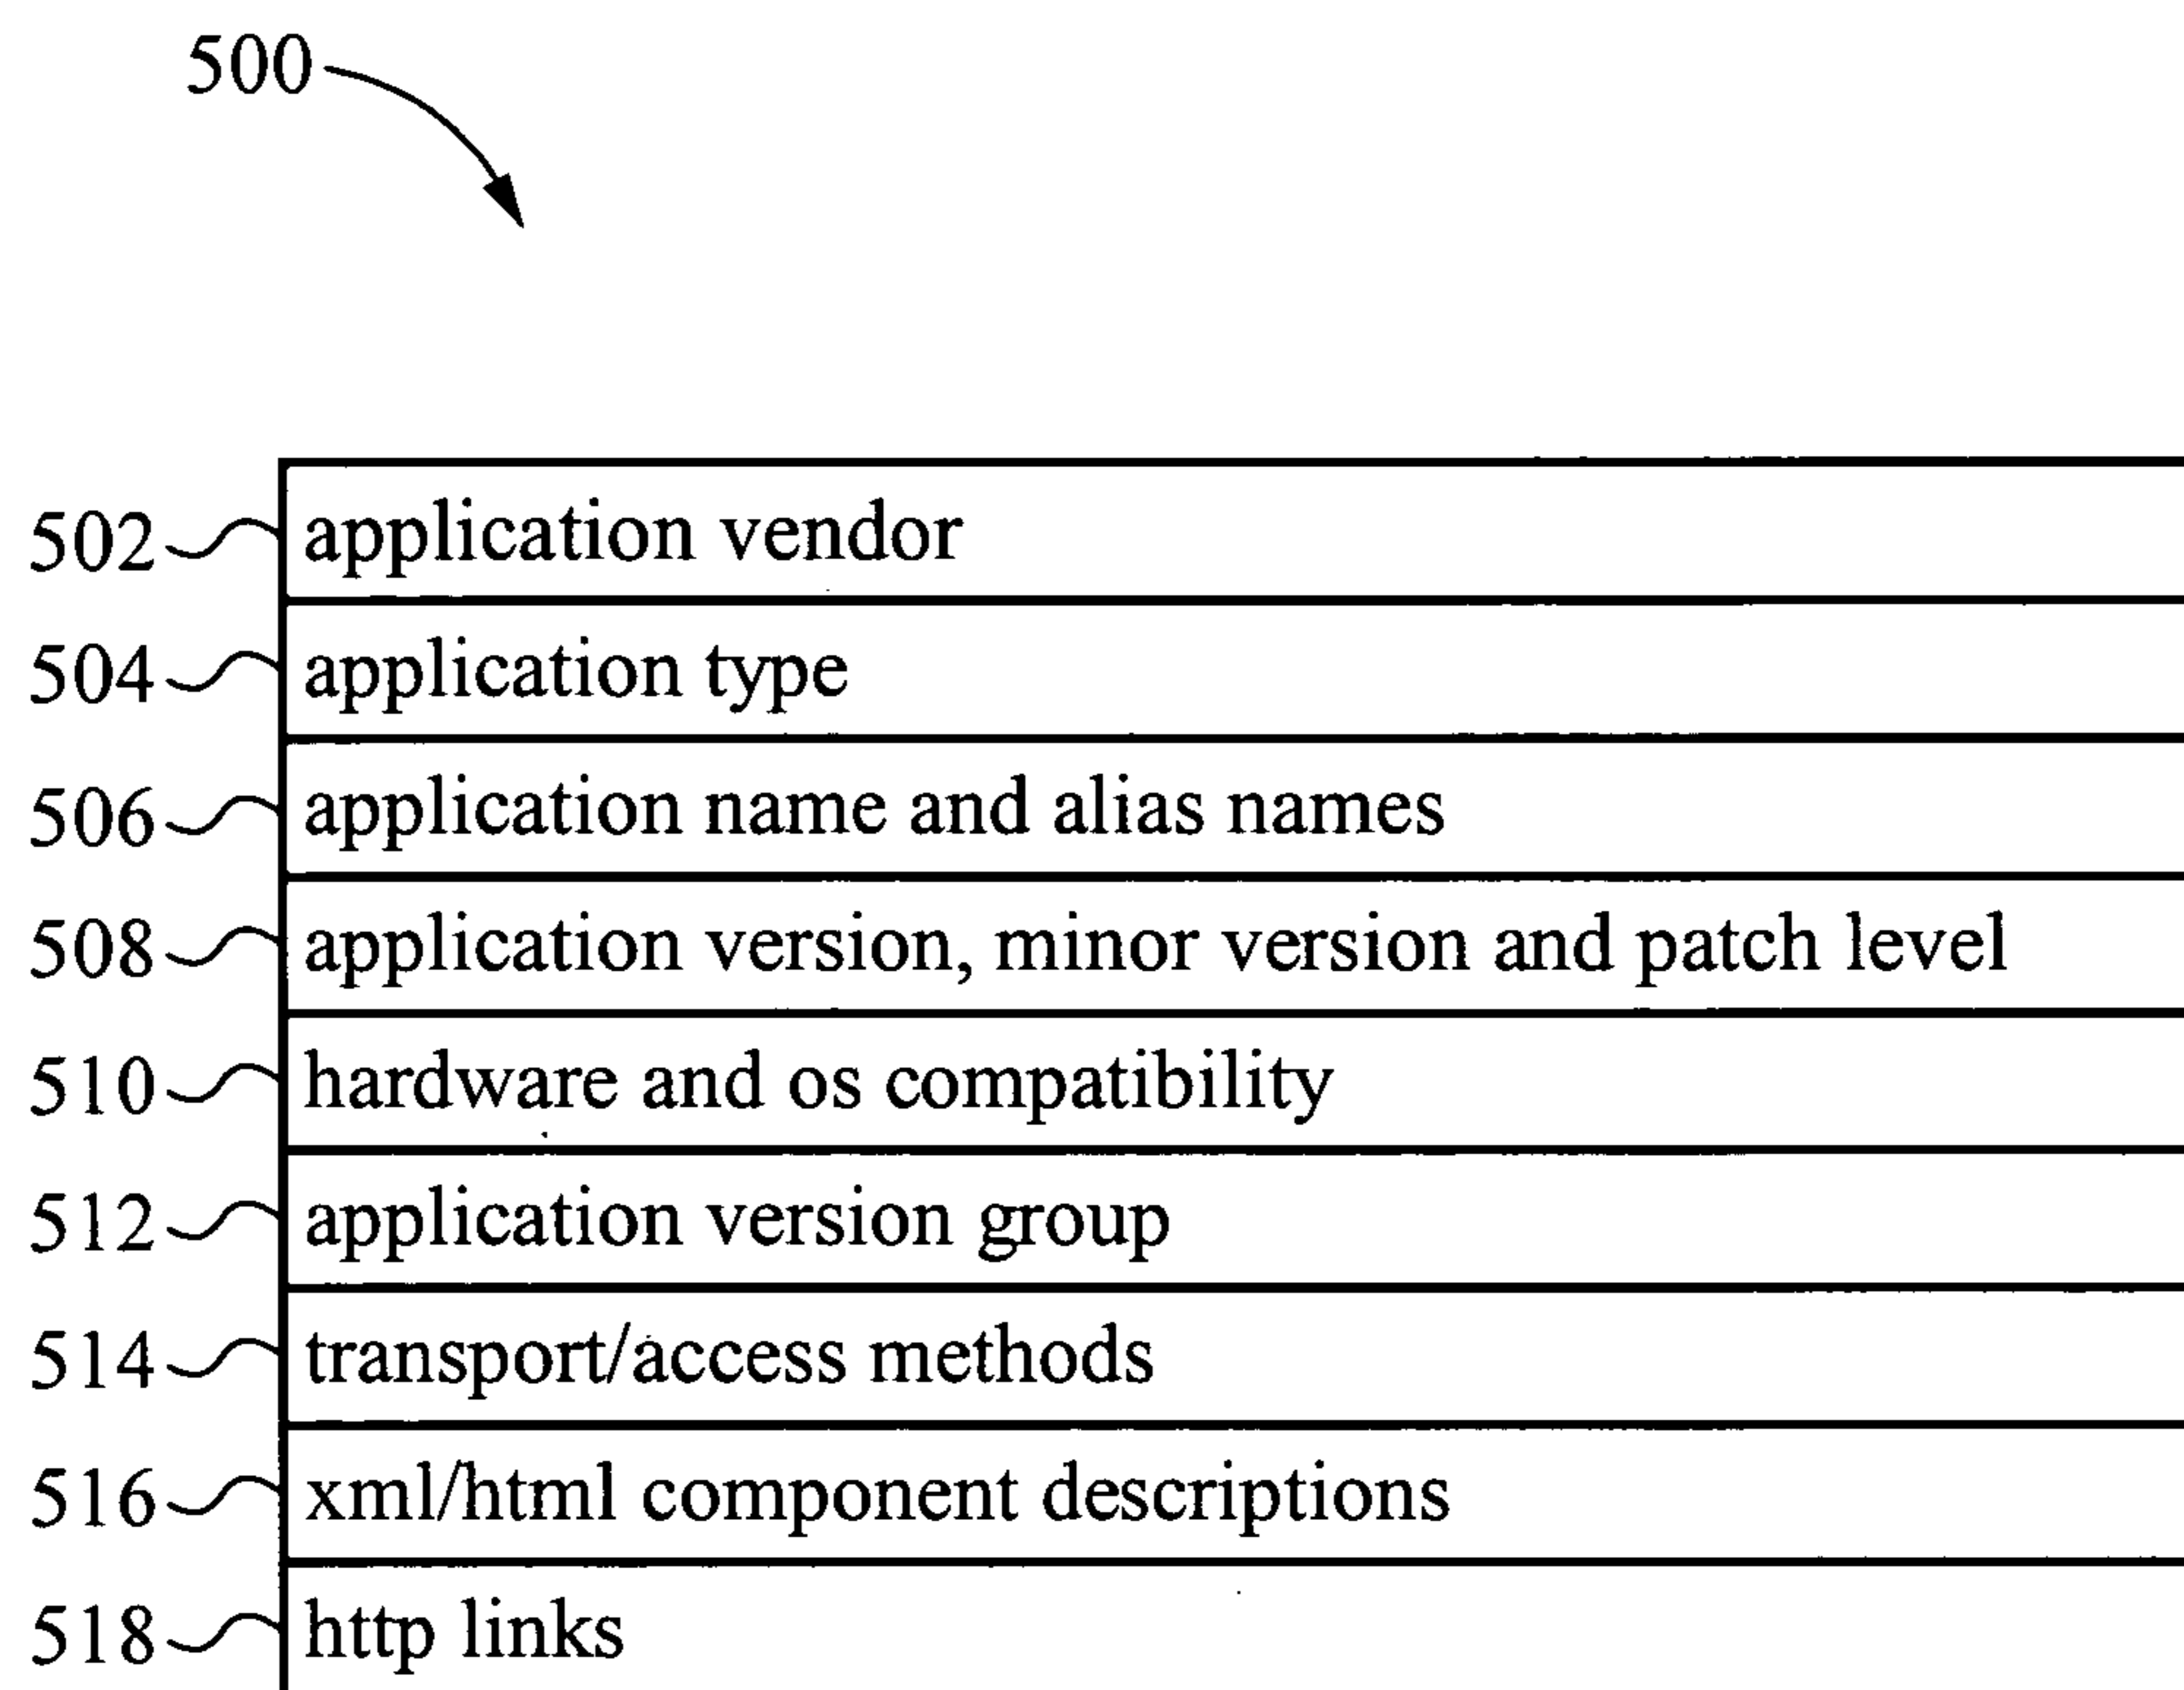 500
502 application vendor
504 application type
506 application name and alias names
508 application version, minor version and patch level
510 hardware and os compatibility
512 application version group
514 transport/access methods
516 xml/html component descriptions
518 http links